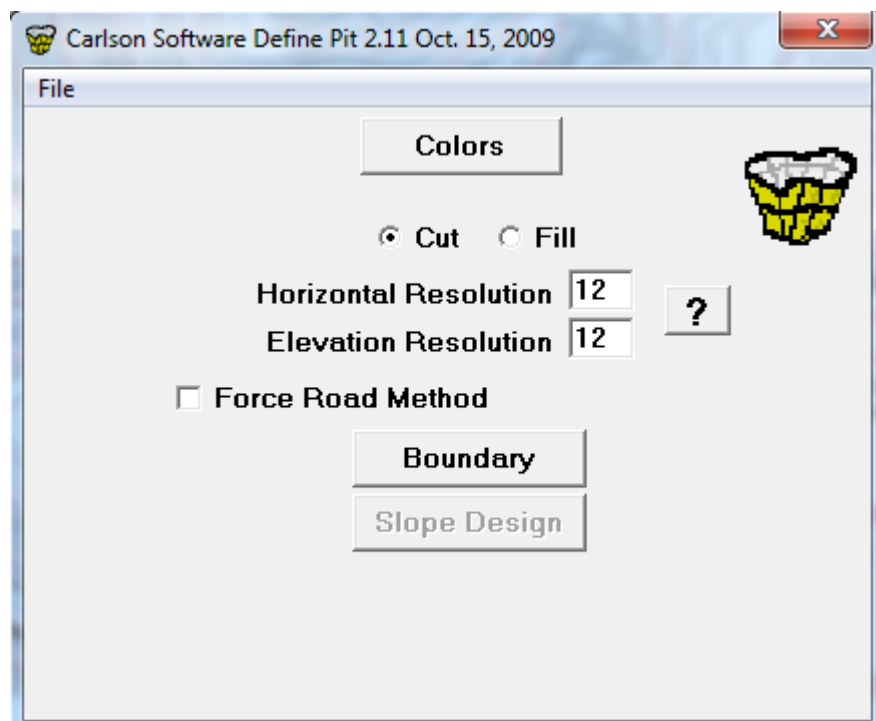 Carlson Software Define Pit 2.11 Oct. 15, 2009
File
Colors
Cut Fill
Horizontal Resolution 12
?
Elevation Resolution 12
Force Road Method
Boundary
Slope Design